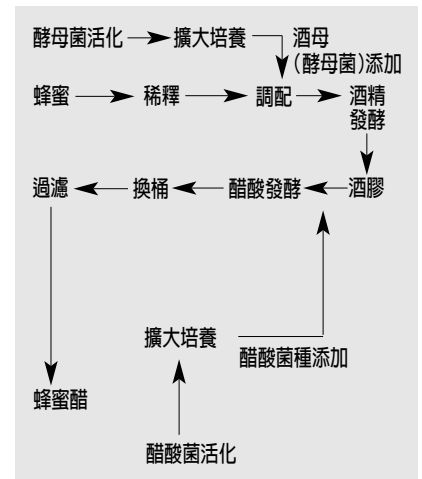 酵母菌活化 擴大培養 酒母
(酵母菌)添加
蜂蜜 稀釋 調配 酒精
發酵
過濾 換桶 醋酸發酵 酒膠
擴大培養
醋酸菌種添加
蜂蜜醋
醋酸菌活化